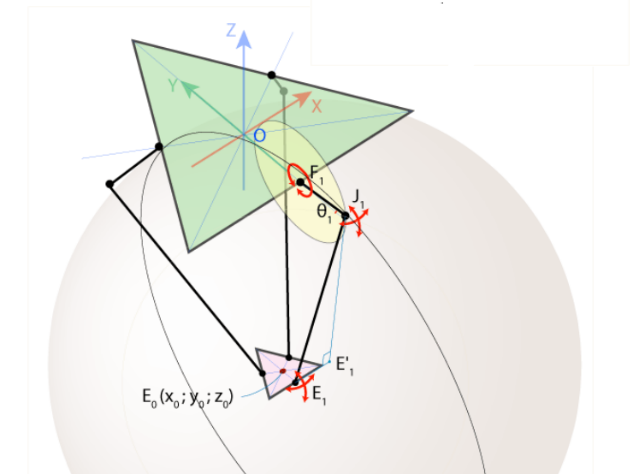 Z
Y
X
O
F₁
J₁
θ₁
E'₁
E₀(x₀; y₀; z₀)
E₁